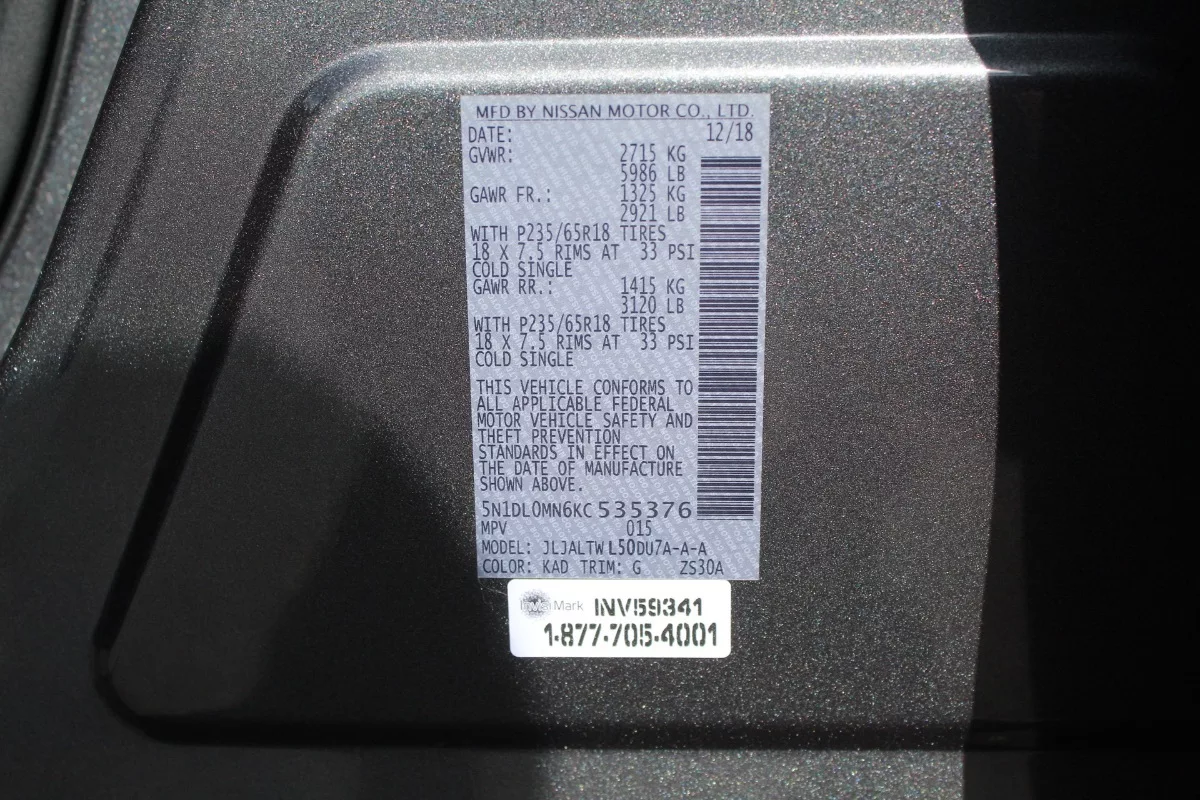 MFD BY NISSAN MOTOR CO., LTD.
DATE: 12/18
GVWR: 2715 KG
5986 LB
GAWR FR.: 1325 KG
2921 LB
WITH P235/65R18 TIRES
18 X 7.5 RIMS AT 33 PSI
COLD SINGLE
GAWR RR.: 1415 KG
3120 LB
WITH P235/65R18 TIRES
18 X 7.5 RIMS AT 33 PSI
COLD SINGLE
THIS VEHICLE CONFORMS TO
ALL APPLICABLE FEDERAL
MOTOR VEHICLE SAFETY AND
THEFT PREVENTION
STANDARDS IN EFFECT ON
THE DATE OF MANUFACTURE
SHOWN ABOVE.
5N1DL0MN6KC535376
MPV 015
MODEL: JLJALTWL50DU7A-A-A
COLOR: KAD TRIM: G ZS30A
Mark INV59341
1-877-705-4001